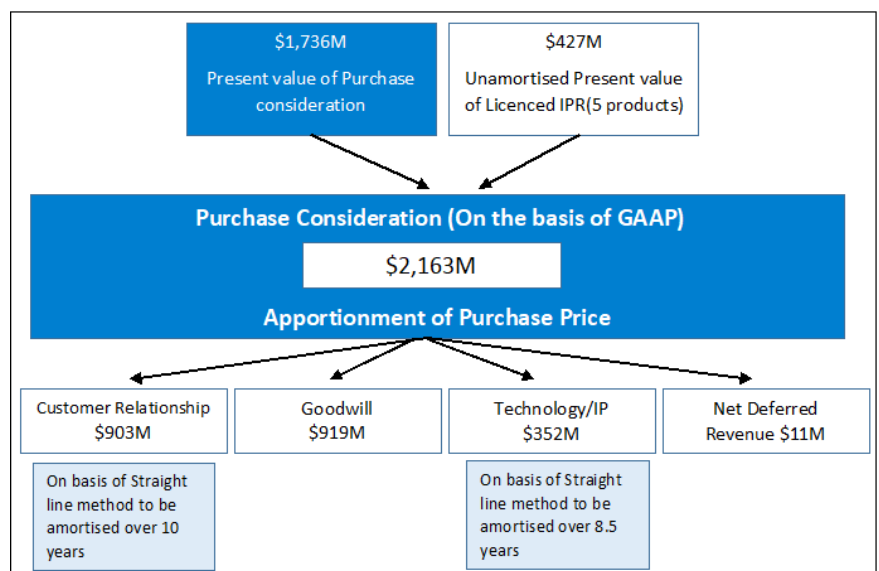 $1,736M
Present value of Purchase
consideration
$427M
Unamortised Present value
of Licenced IPR(5 products)
Purchase Consideration (On the basis of GAAP)
$2,163M
Apportionment of Purchase Price
Customer Relationship
$903M
Goodwill
$919M
Technology/IP
$352M
Net Deferred
Revenue $11M
On basis of Straight
line method to be
amortised over 10
years
On basis of Straight
line method to be
amortised over 8.5
years